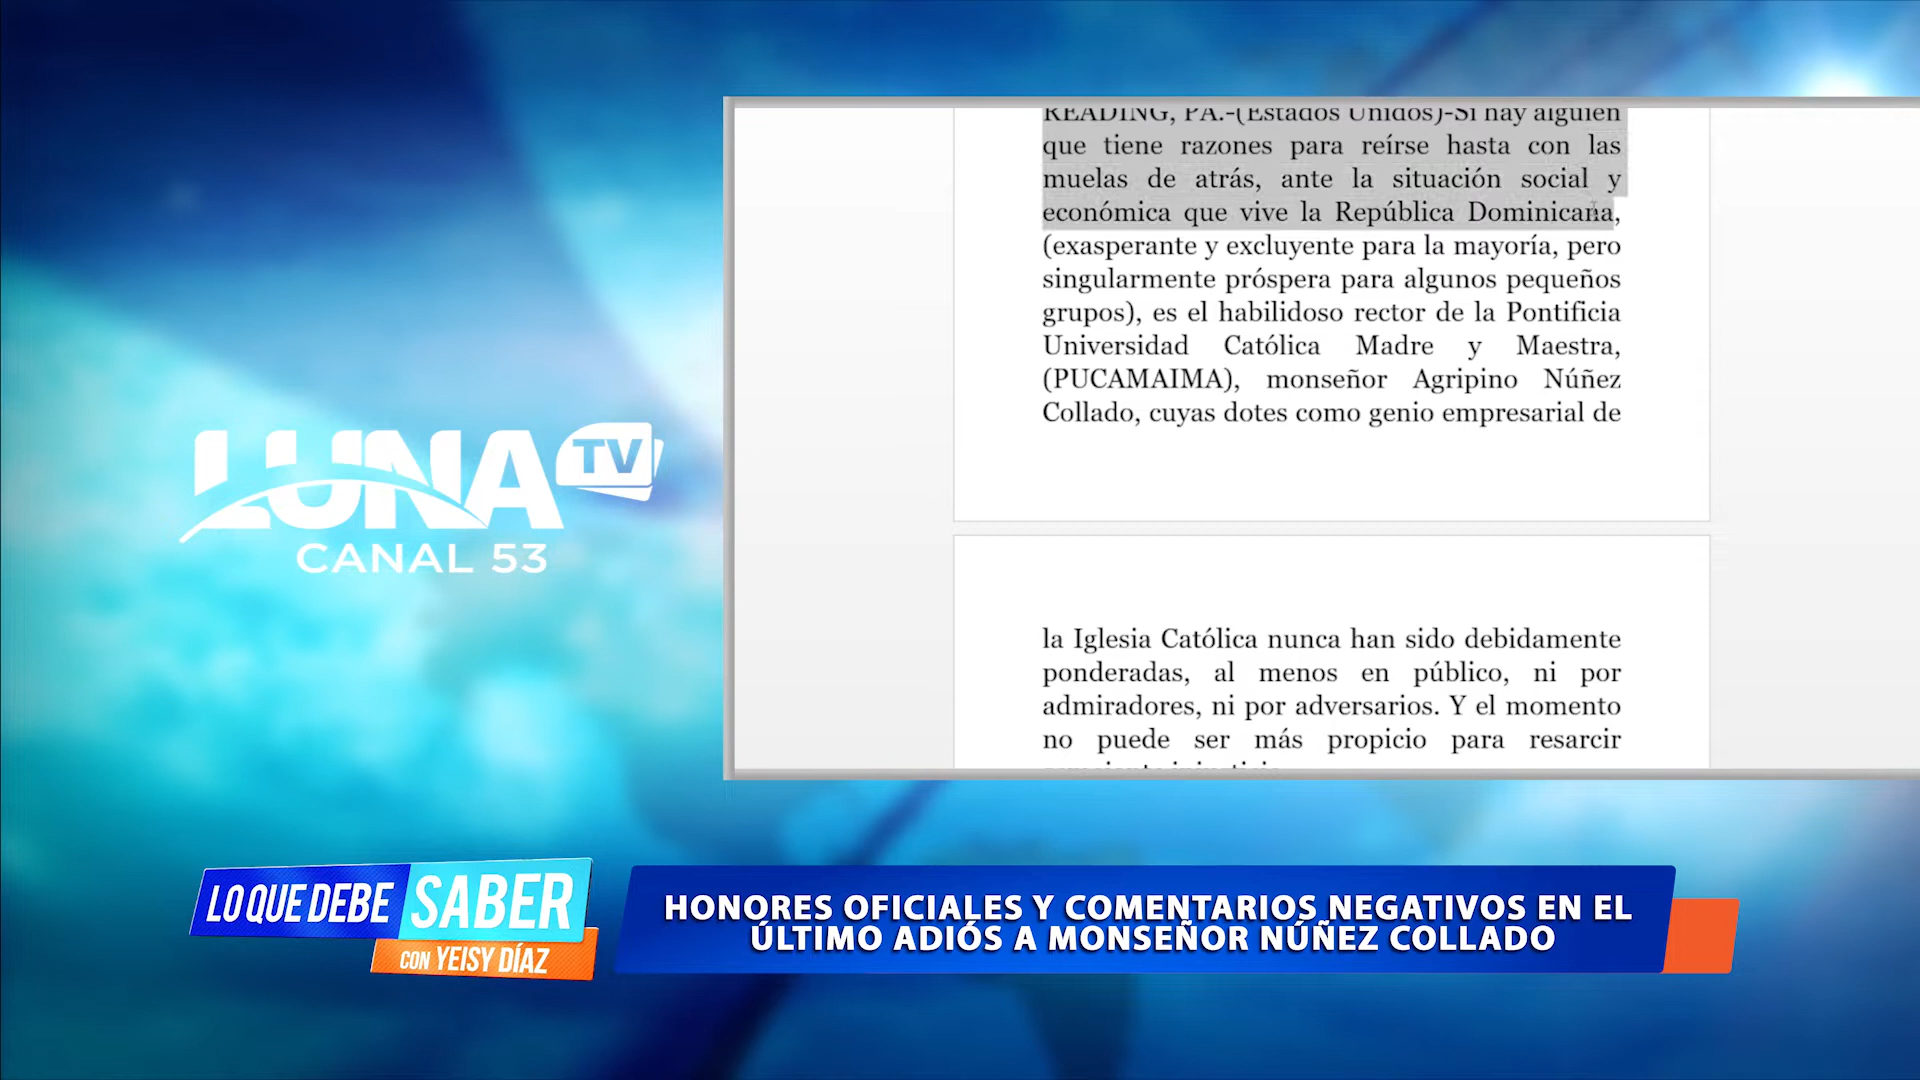 READING, PA.-(Estados Unidos)-Si hay alguien
que tiene razones para reírse hasta con las
muelas de atrás, ante la situación social y
económica que vive la República Dominicana,
(exasperante y excluyente para la mayoría, pero
singularmente próspera para algunos pequeños
grupos), es el habilidoso rector de la Pontificia
Universidad Católica Madre y Maestra,
(PUCAMAIMA), monseñor Agripino Núñez
Collado, cuyas dotes como genio empresarial de
la Iglesia Católica nunca han sido debidamente
ponderadas, al menos en público, ni por
admiradores, ni por adversarios. Y el momento
no puede ser más propicio para resarcir
LUNA TV
CANAL 53
LO QUE DEBE SABER
CON YEISY DÍAZ
HONORES OFICIALES Y COMENTARIOS NEGATIVOS EN EL
ÚLTIMO ADIÓS A MONSEÑOR NÚÑEZ COLLADO